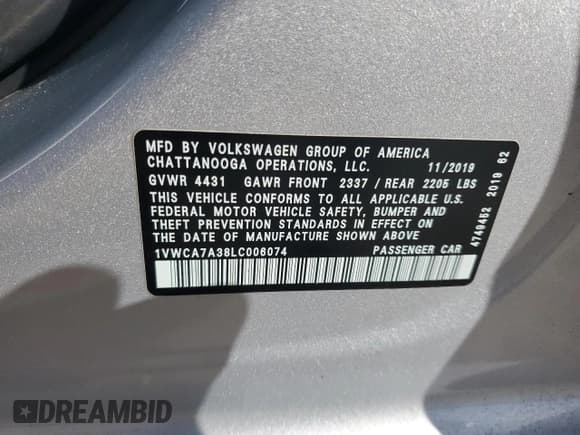 MFD BY VOLKSWAGEN GROUP OF AMERICA
CHATTANOOGA OPERATIONS, LLC. 11/2019
GVWR 4431 GAWR FRONT 2337 / REAR 2205 LBS
THIS VEHICLE CONFORMS TO ALL APPLICABLE U.S.
FEDERAL MOTOR VEHICLE SAFETY, BUMPER AND
THEFT PREVENTION STANDARDS IN EFFECT ON
THE DATE OF MANUFACTURE SHOWN ABOVE
1VWCA7A38LC006074 PASSENGER CAR
4749452 2019 62
DREAMBID